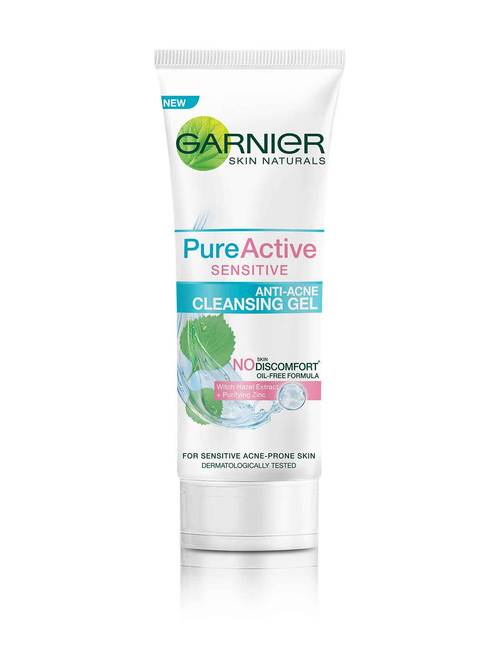 NEW
GARNIER
SKIN NATURALS
PureActive
SENSITIVE
ANTI-ACNE
CLEANSING GEL
NO SKIN DISCOMFORT*
OIL-FREE FORMULA
Witch Hazel Extract
+ Purifying Zinc
FOR SENSITIVE ACNE-PRONE SKIN
DERMATOLOGICALLY TESTED